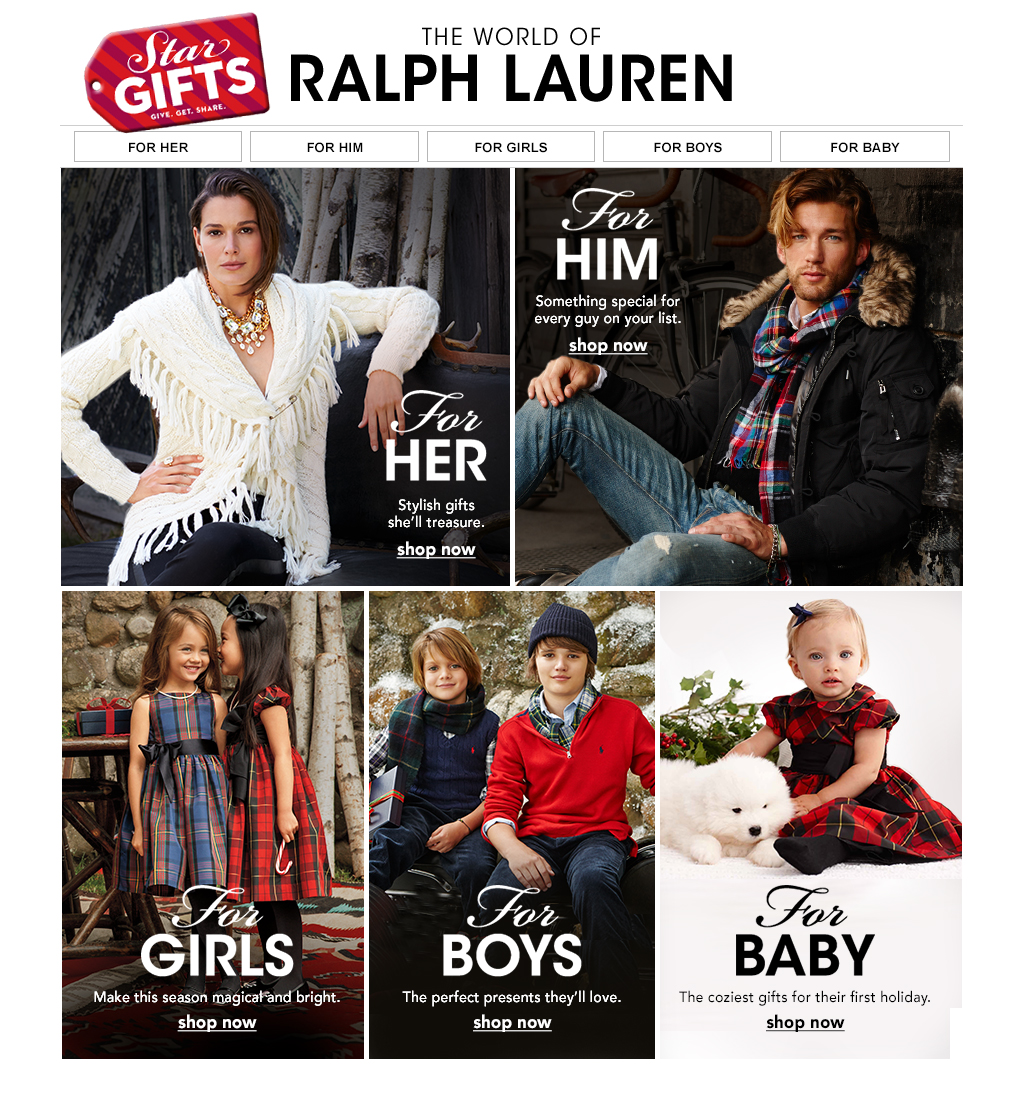 Star
GIFTS
GIVE. GET. SHARE.
THE WORLD OF
RALPH LAUREN
FOR HER
FOR HIM
FOR GIRLS
FOR BOYS
FOR BABY
For
HER
Stylish gifts
she'll treasure.
shop now
For
HIM
Something special for
every guy on your list.
shop now
For
GIRLS
Make this season magical and bright.
shop now
For
BOYS
The perfect presents they'll love.
shop now
For
BABY
The coziest gifts for their first holiday.
shop now